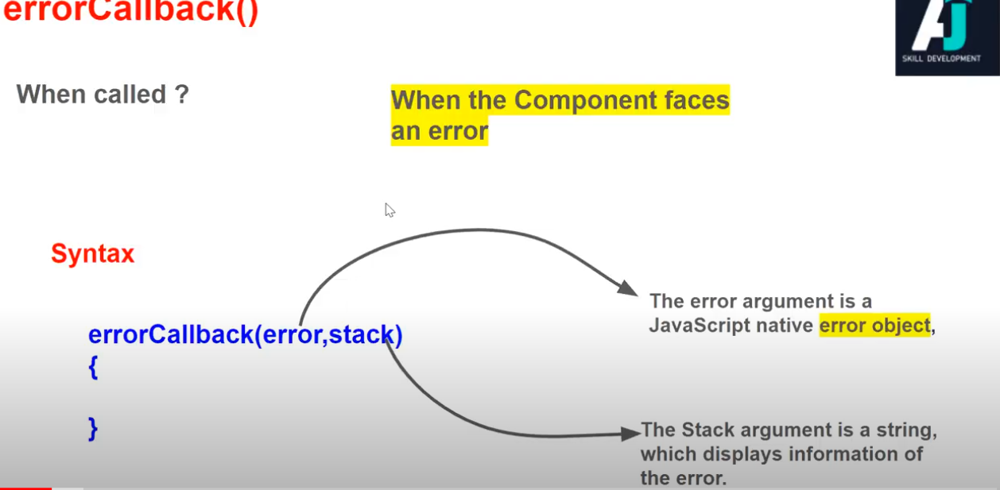 errorCallback()
AJ
SKILL DEVELOPMENT
When called ?
When the Component faces
an error
Syntax
The error argument is a
JavaScript native error object,
errorCallback(error,stack)
{
}
The Stack argument is a string,
which displays information of
the error.